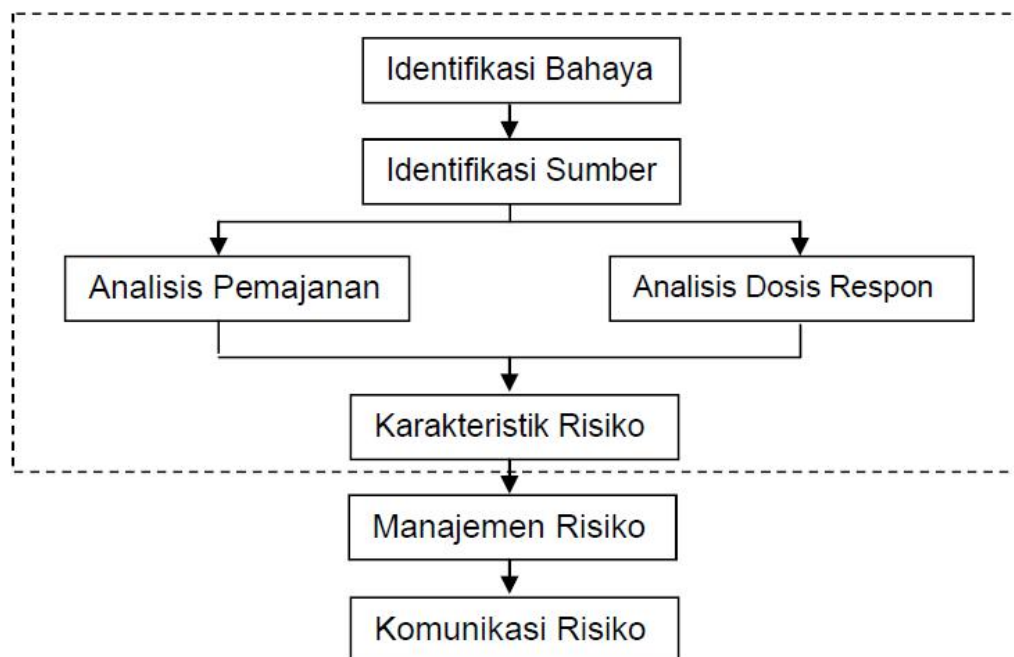 Identifikasi Bahaya
Identifikasi Sumber
Analisis Pemajanan
Analisis Dosis Respon
Karakteristik Risiko
Manajemen Risiko
Komunikasi Risiko